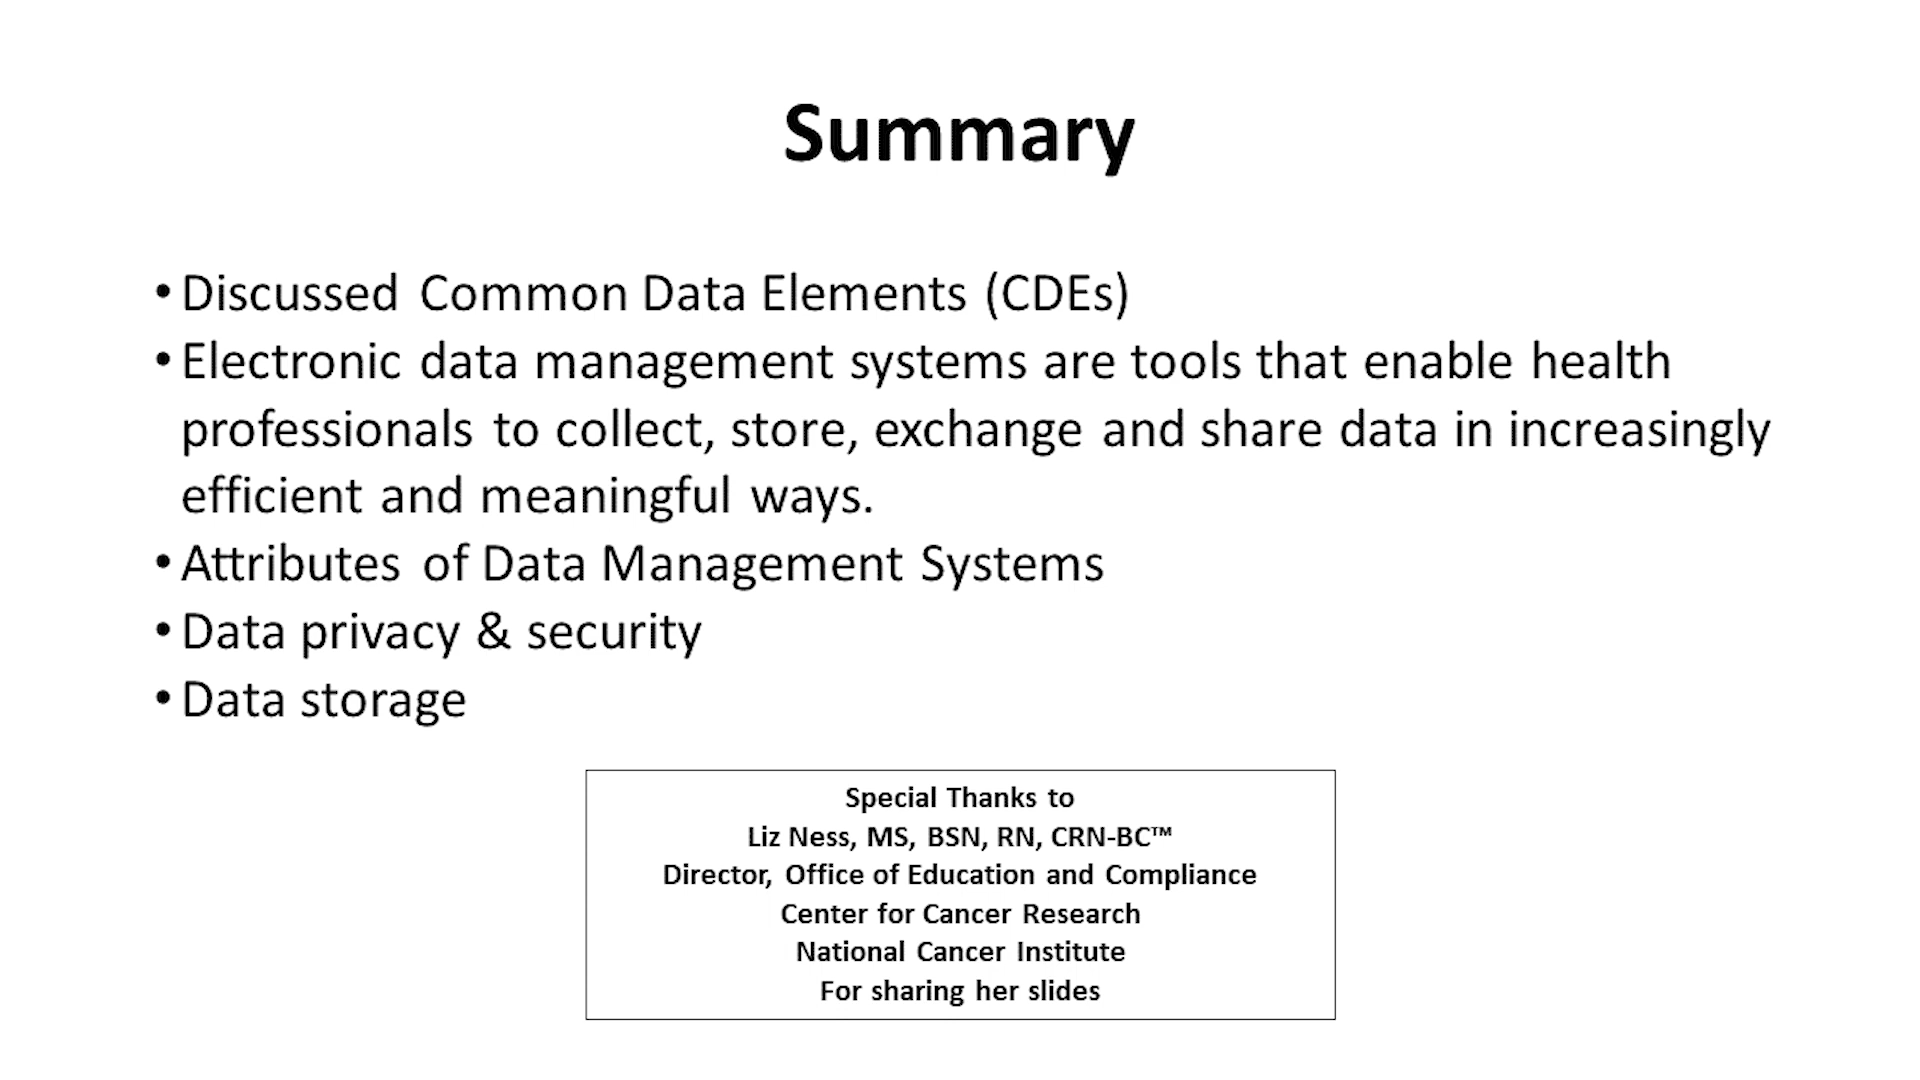 Summary
• Discussed Common Data Elements (CDEs)
• Electronic data management systems are tools that enable health
professionals to collect, store, exchange and share data in increasingly
efficient and meaningful ways.
• Attributes of Data Management Systems
• Data privacy & security
• Data storage
Special Thanks to
Liz Ness, MS, BSN, RN, CRN-BC™
Director, Office of Education and Compliance
Center for Cancer Research
National Cancer Institute
For sharing her slides